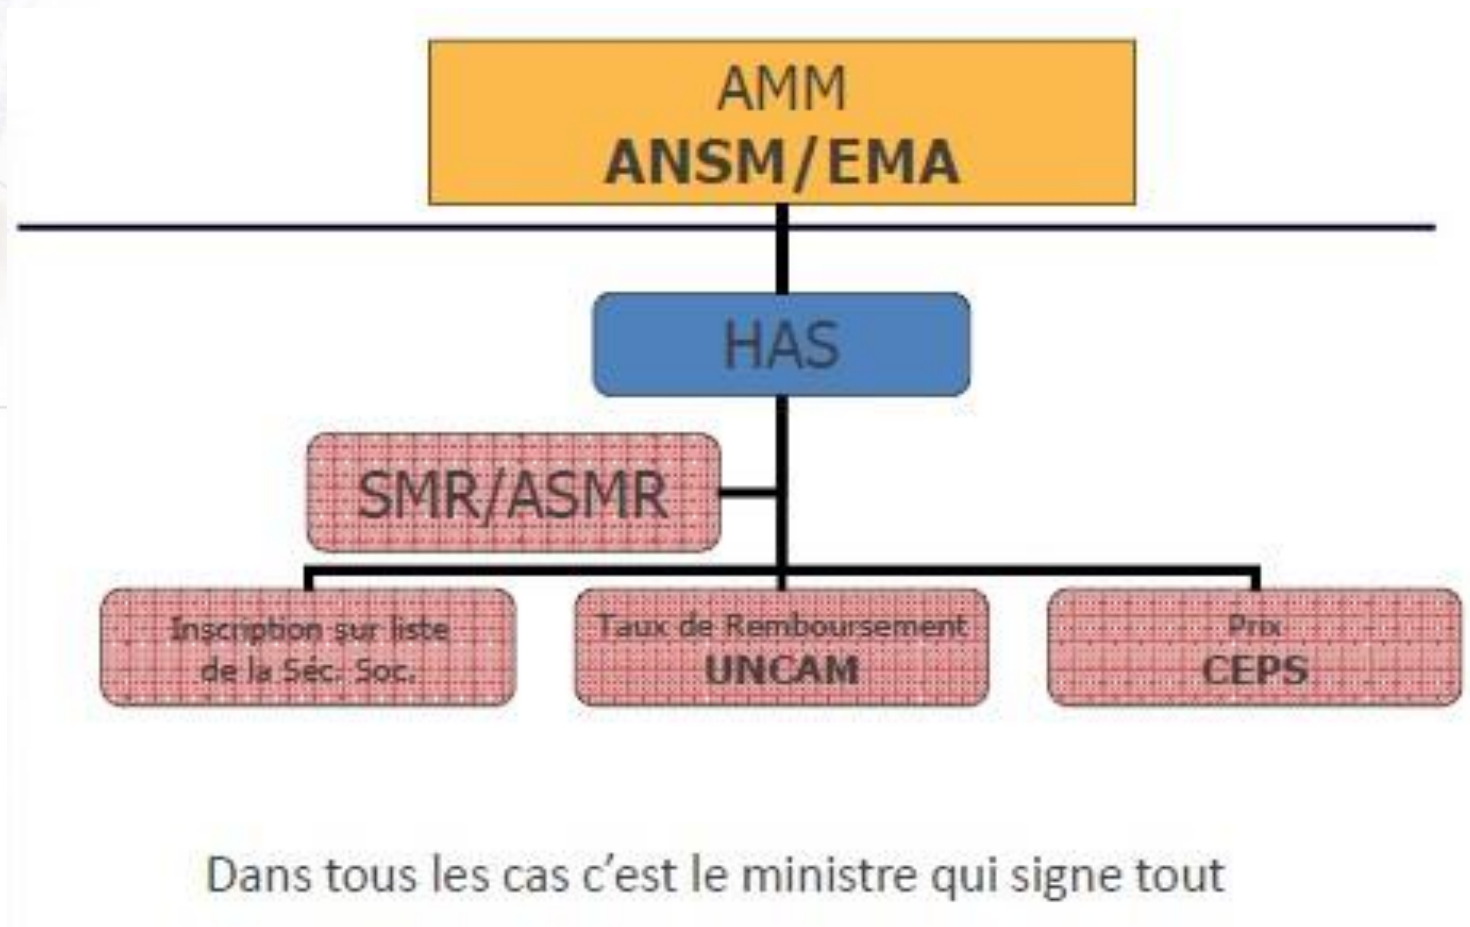 AMM
ANSM/EMA
HAS
SMR/ASMR
Inscription sur liste
de la Séc. Soc.
Taux de Remboursement
UNCAM
Prix
CEPS
Dans tous les cas c’est le ministre qui signe tout